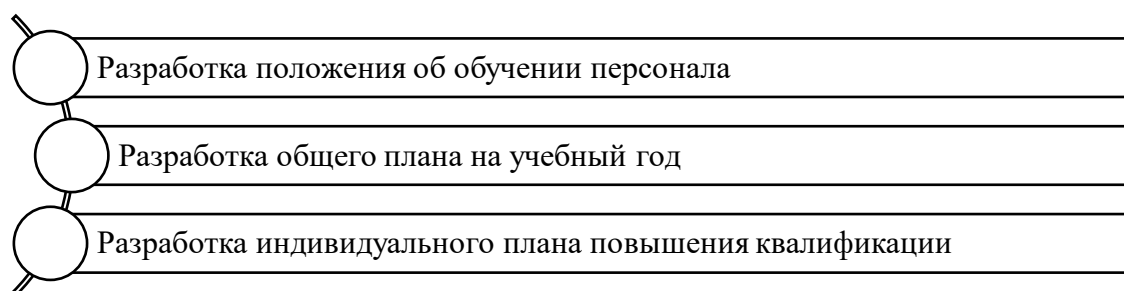 Разработка положения об обучении персонала
Разработка общего плана на учебный год
Разработка индивидуального плана повышения квалификации